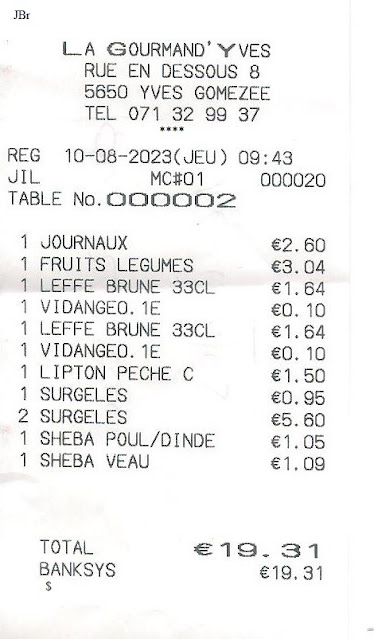 JBr
LA GOURMAND'YVES
RUE EN DESSOUS 8
5650 YVES GOMEZEE
TEL 071 32 99 37
****
REG 10-08-2023(JEU) 09:43
JIL MC#01 000020
TABLE No.000002
1 JOURNAUX €2.60
1 FRUITS LEGUMES €3.04
1 LEFFE BRUNE 33CL €1.64
1 VIDANGE0.1E €0.10
1 LEFFE BRUNE 33CL €1.64
1 VIDANGE0.1E €0.10
1 LIPTON PECHE C €1.50
1 SURGELES €0.95
2 SURGELES €5.60
1 SHEBA POUL/DINDE €1.05
1 SHEBA VEAU €1.09
TOTAL €19.31
BANKSYS €19.31
$